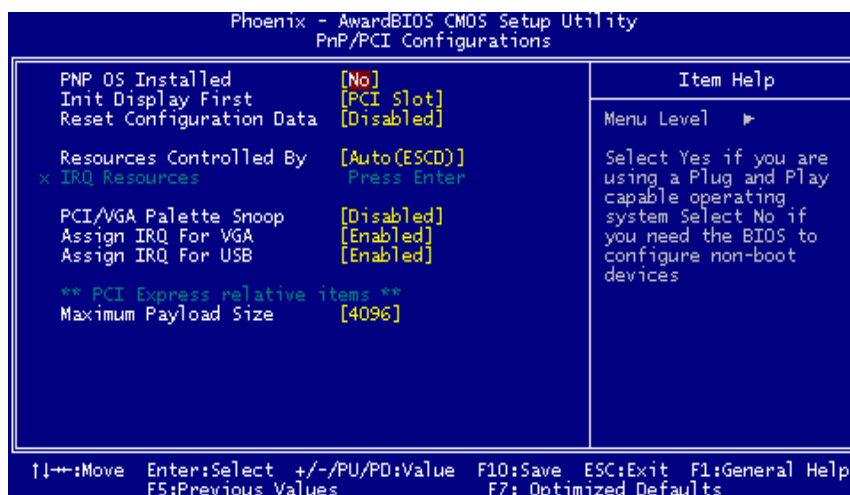 Phoenix - AwardBIOS CMOS Setup Utility
PnP/PCI Configurations
PNP OS Installed [No]
Init Display First [PCI Slot]
Reset Configuration Data [Disabled]
Resources Controlled By [Auto(ESCD)]
x IRQ Resources Press Enter
PCI/VGA Palette Snoop [Disabled]
Assign IRQ For VGA [Enabled]
Assign IRQ For USB [Enabled]
** PCI Express relative items **
Maximum Payload Size [4096]
Item Help
Menu Level ►
Select Yes if you are
using a Plug and Play
capable operating
system Select No if
you need the BIOS to
configure non-boot
devices
↑↓→←:Move Enter:Select +/-/PU/PD:Value F10:Save ESC:Exit F1:General Help
F5:Previous Values F7: Optimized Defaults